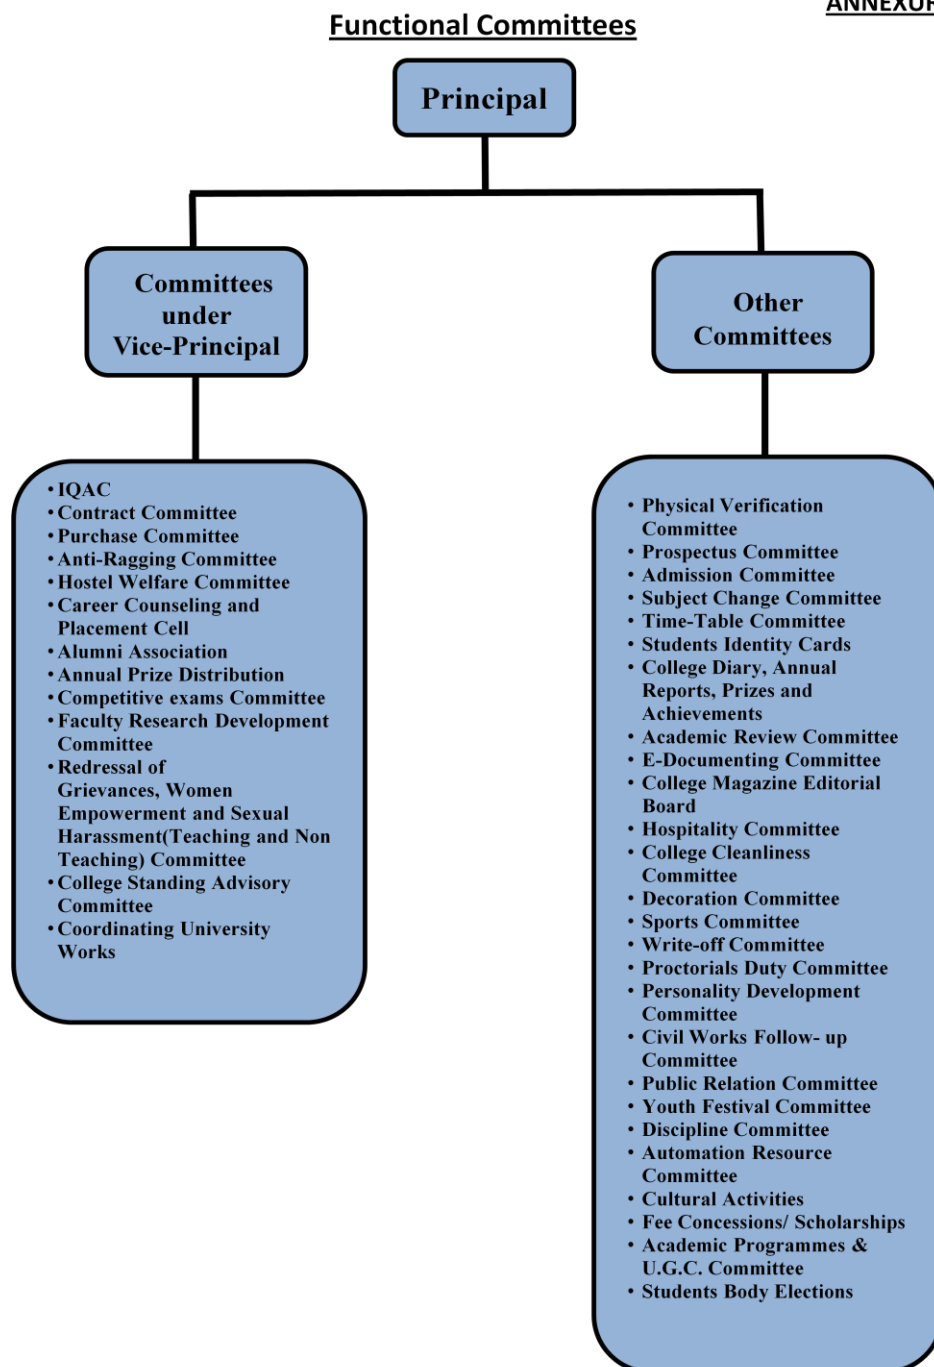 ANNEXUR
Functional Committees
Principal
Committees
under
Vice-Principal
Other
Committees
• IQAC
• Contract Committee
• Purchase Committee
• Anti-Ragging Committee
• Hostel Welfare Committee
• Career Counseling and
Placement Cell
• Alumni Association
• Annual Prize Distribution
• Competitive exams Committee
• Faculty Research Development
Committee
• Redressal of
Grievances, Women
Empowerment and Sexual
Harassment(Teaching and Non
Teaching) Committee
• College Standing Advisory
Committee
• Coordinating University
Works
• Physical Verification
Committee
• Prospectus Committee
• Admission Committee
• Subject Change Committee
• Time-Table Committee
• Students Identity Cards
• College Diary, Annual
Reports, Prizes and
Achievements
• Academic Review Committee
• E-Documenting Committee
• College Magazine Editorial
Board
• Hospitality Committee
• College Cleanliness
Committee
• Decoration Committee
• Sports Committee
• Write-off Committee
• Proctorials Duty Committee
• Personality Development
Committee
• Civil Works Follow- up
Committee
• Public Relation Committee
• Youth Festival Committee
• Discipline Committee
• Automation Resource
Committee
• Cultural Activities
• Fee Concessions/ Scholarships
• Academic Programmes &
U.G.C. Committee
• Students Body Elections